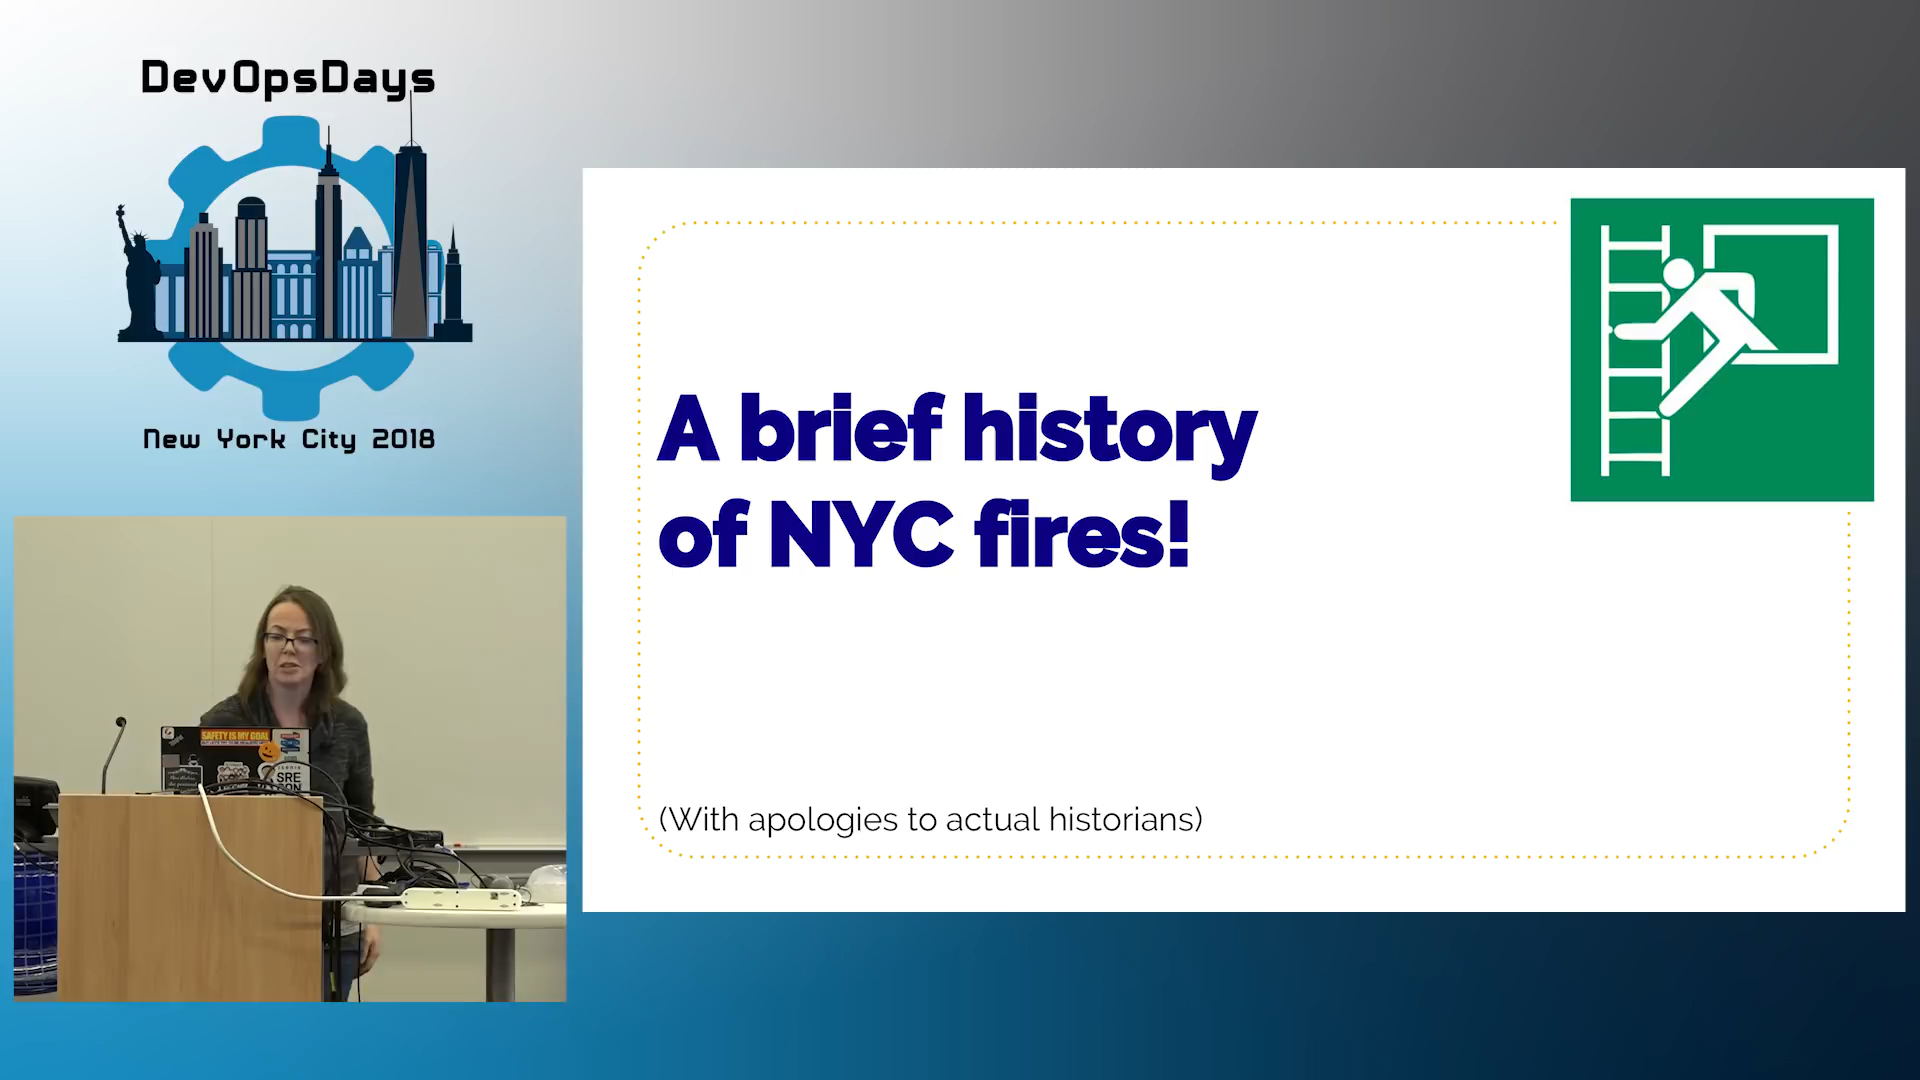 DevOpsDays
New York City 2018
A brief history
of NYC fires!
(With apologies to actual historians)
SAFETY IS MY GOAL
SRE